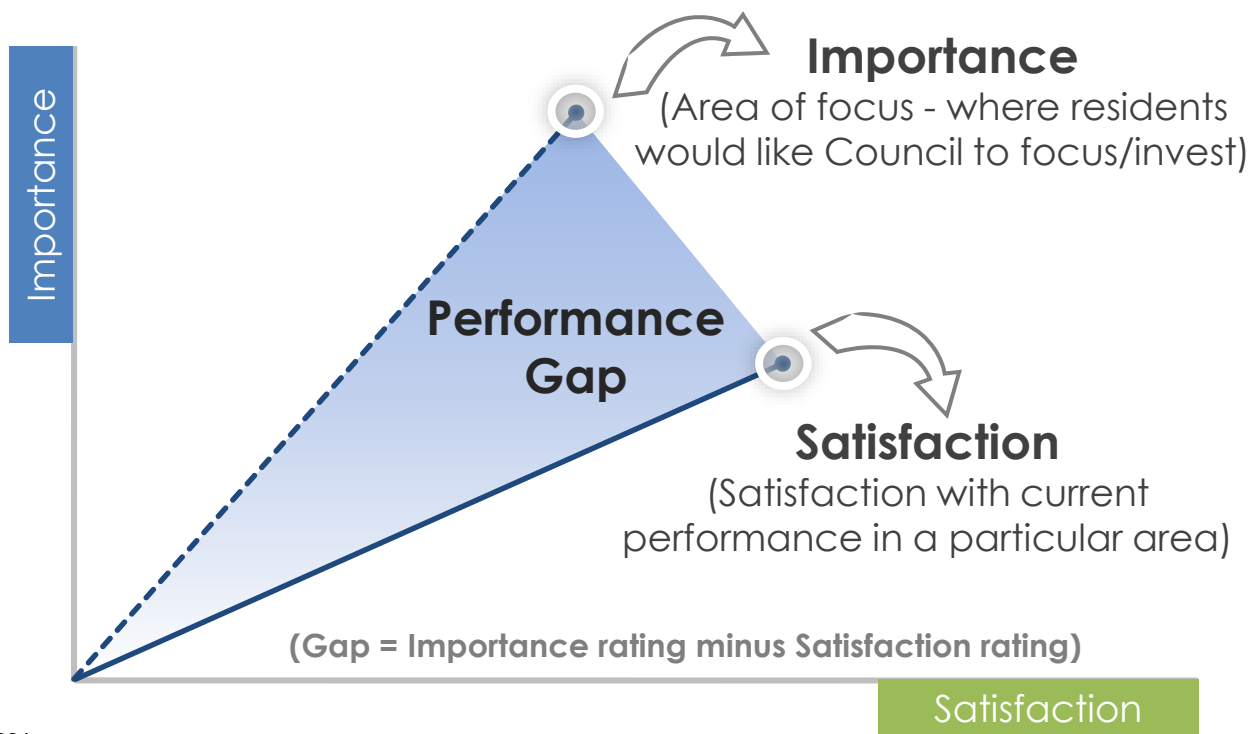 Importance
Importance
(Area of focus - where residents
would like Council to focus/invest)
Performance
Gap
Satisfaction
(Satisfaction with current
performance in a particular area)
(Gap = Importance rating minus Satisfaction rating)
Satisfaction